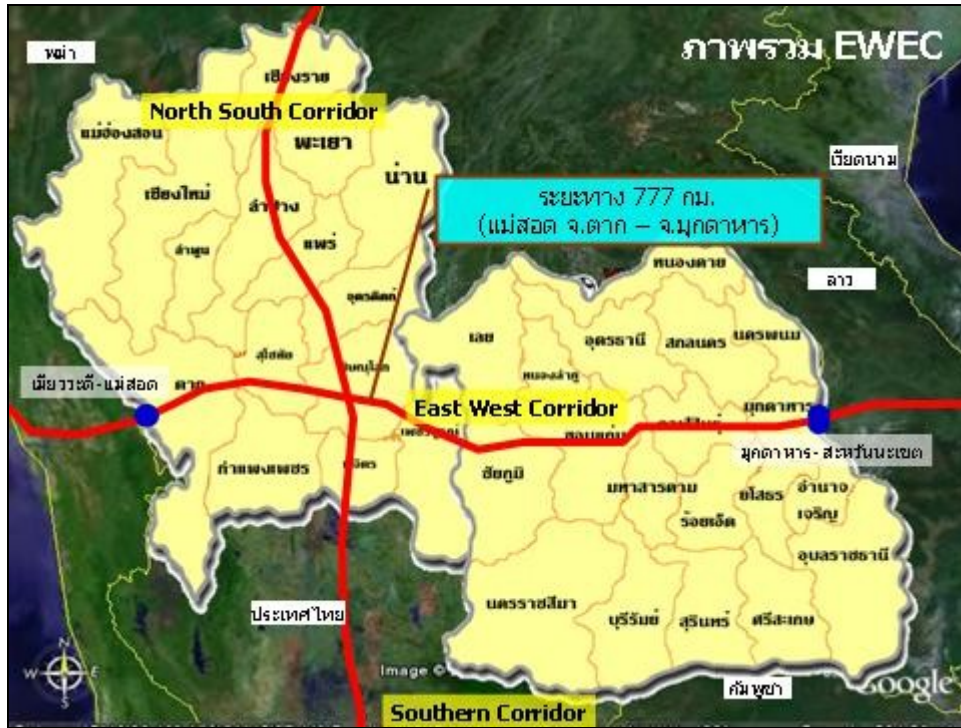 ภาพรวม EWEC
พม่า
เชียงราย
North South Corridor
แม่ฮ่องสอน
พะเยา
เวียดนาม
น่าน
เชียงใหม่
ลำปาง
ระยะทาง 777 กม.
(แม่สอด จ.ตาก – จ.มุกดาหาร)
ลำพูน
แพร่
หนองคาย
ลาว
อุตรดิตถ์
เลย
อุดรธานี
สกลนคร
นครพนม
สุโขทัย
หนองลำภู
เมียวระดี-แม่สอด
ตาก
East West Corridor
มุกดาหาร
มุกดาหาร-สะหวันนะเขต
กำแพงเพชร
ชัยภูมิ
มหาสารคาม
ยโสธร
อำนาจ
เจริญ
ร้อยเอ็ด
อุบลราชธานี
นครราชสีมา
ประเทศไทย
บุรีรัมย์
สุรินทร์
ศรีสะเกษ
N
W
E
S
Image ©
คัมพูชา
Google
Southern Corridor